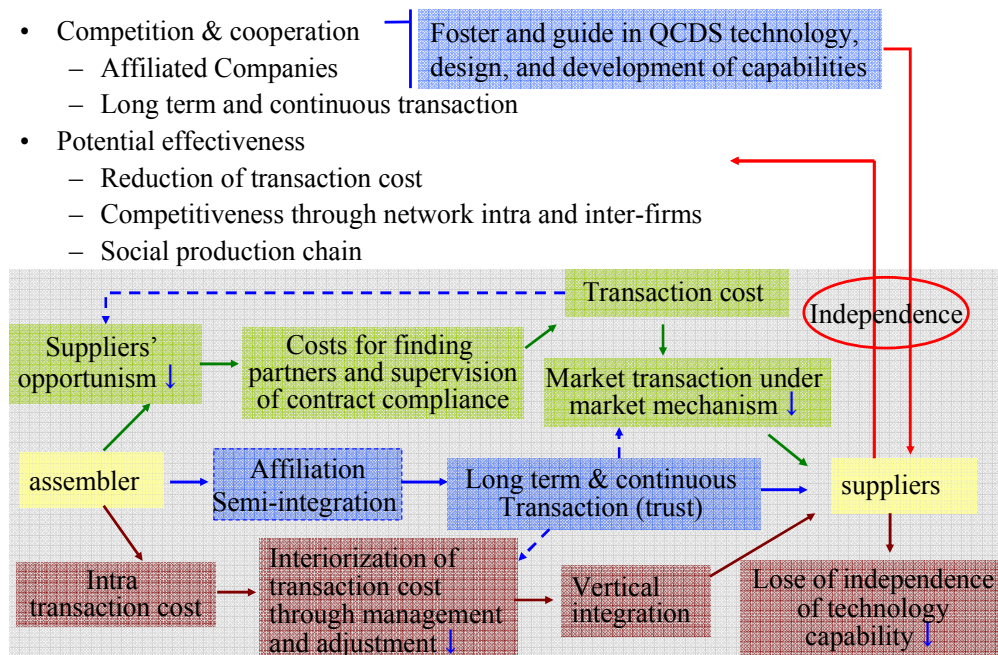 • Competition & cooperation
– Affiliated Companies
– Long term and continuous transaction
• Potential effectiveness
– Reduction of transaction cost
– Competitiveness through network intra and inter-firms
– Social production chain
Foster and guide in QCDS technology,
design, and development of capabilities
Transaction cost
Independence
Suppliers’
opportunism ↓
Costs for finding
partners and supervision
of contract compliance
Market transaction under
market mechanism ↓
assembler
Affiliation
Semi-integration
Long term & continuous
Transaction (trust)
suppliers
Intra
transaction cost
Interiorization of
transaction cost
through management
and adjustment ↓
Vertical
integration
Lose of independence
of technology
capability ↓